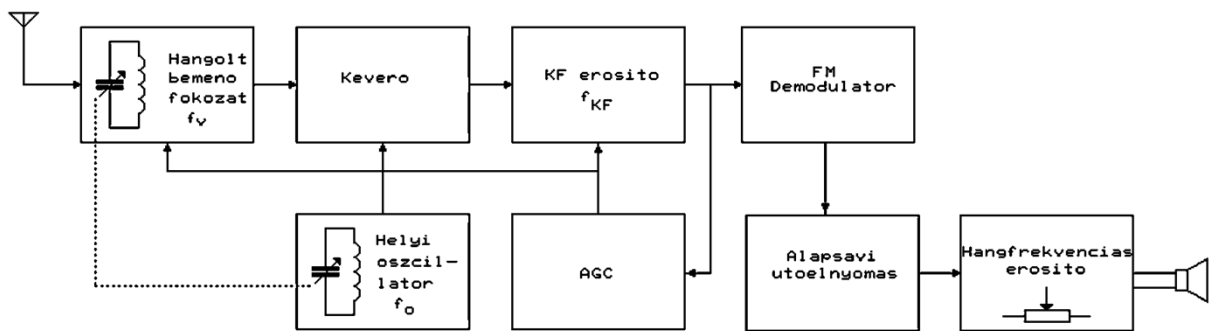 Hangolt
bemeno
fokozat
fv
Kevero
KF erosito
fKF
FM
Demodulator
Helyi
oszcil-
lator
fo
AGC
Alapsavi
utoelnyomas
Hangfrekvencias
erosito